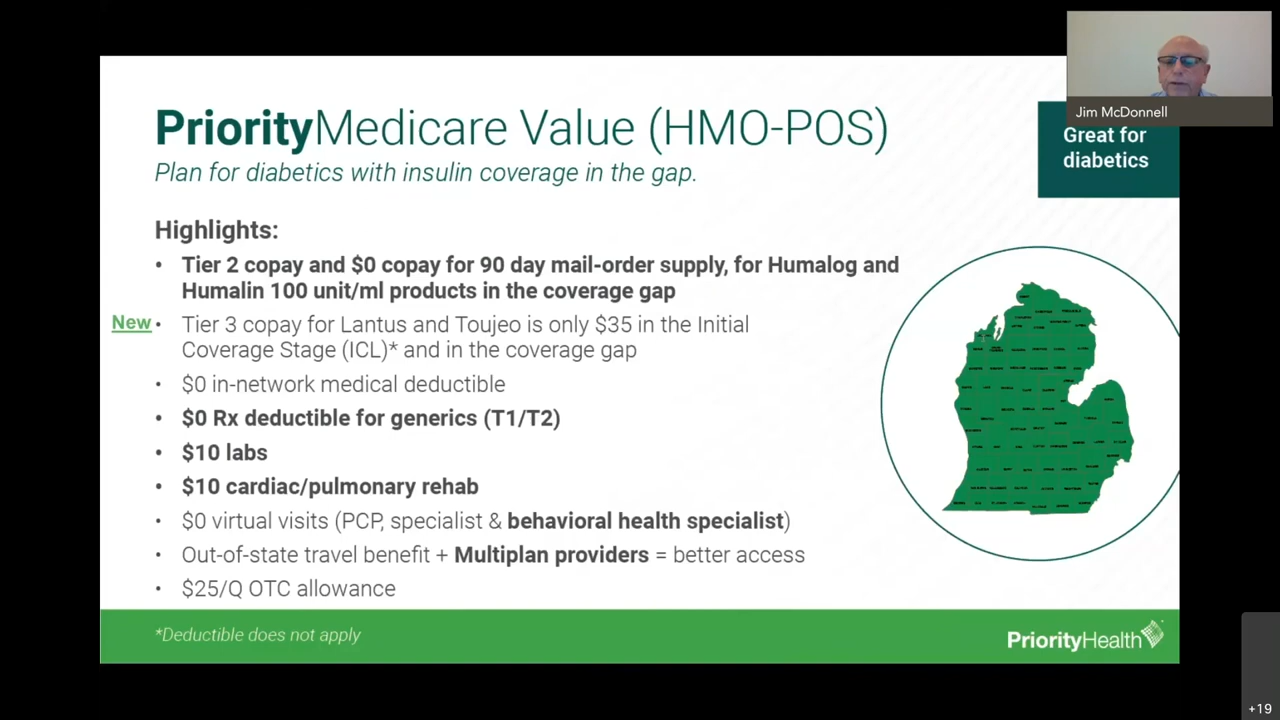 PriorityMedicare Value (HMO-POS)
Plan for diabetics with insulin coverage in the gap.
Jim McDonnell
Great for
diabetics
Highlights:
• Tier 2 copay and $0 copay for 90 day mail-order supply, for Humalog and
Humalin 100 unit/ml products in the coverage gap
New • Tier 3 copay for Lantus and Toujeo is only $35 in the Initial
Coverage Stage (ICL)* and in the coverage gap
• $0 in-network medical deductible
• $0 Rx deductible for generics (T1/T2)
• $10 labs
• $10 cardiac/pulmonary rehab
• $0 virtual visits (PCP, specialist & behavioral health specialist)
• Out-of-state travel benefit + Multiplan providers = better access
• $25/Q OTC allowance
*Deductible does not apply
PriorityHealth
+19